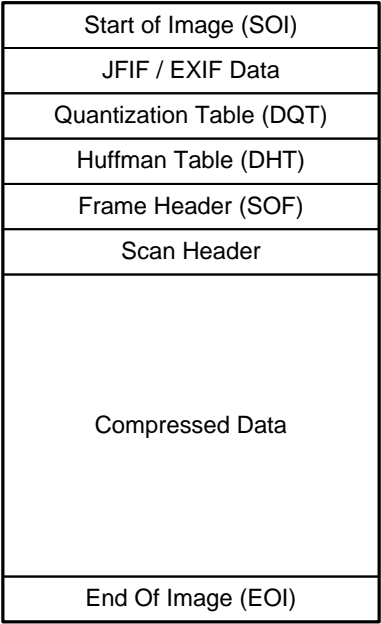 Start of Image (SOI)
JFIF / EXIF Data
Quantization Table (DQT)
Huffman Table (DHT)
Frame Header (SOF)
Scan Header
Compressed Data
End Of Image (EOI)